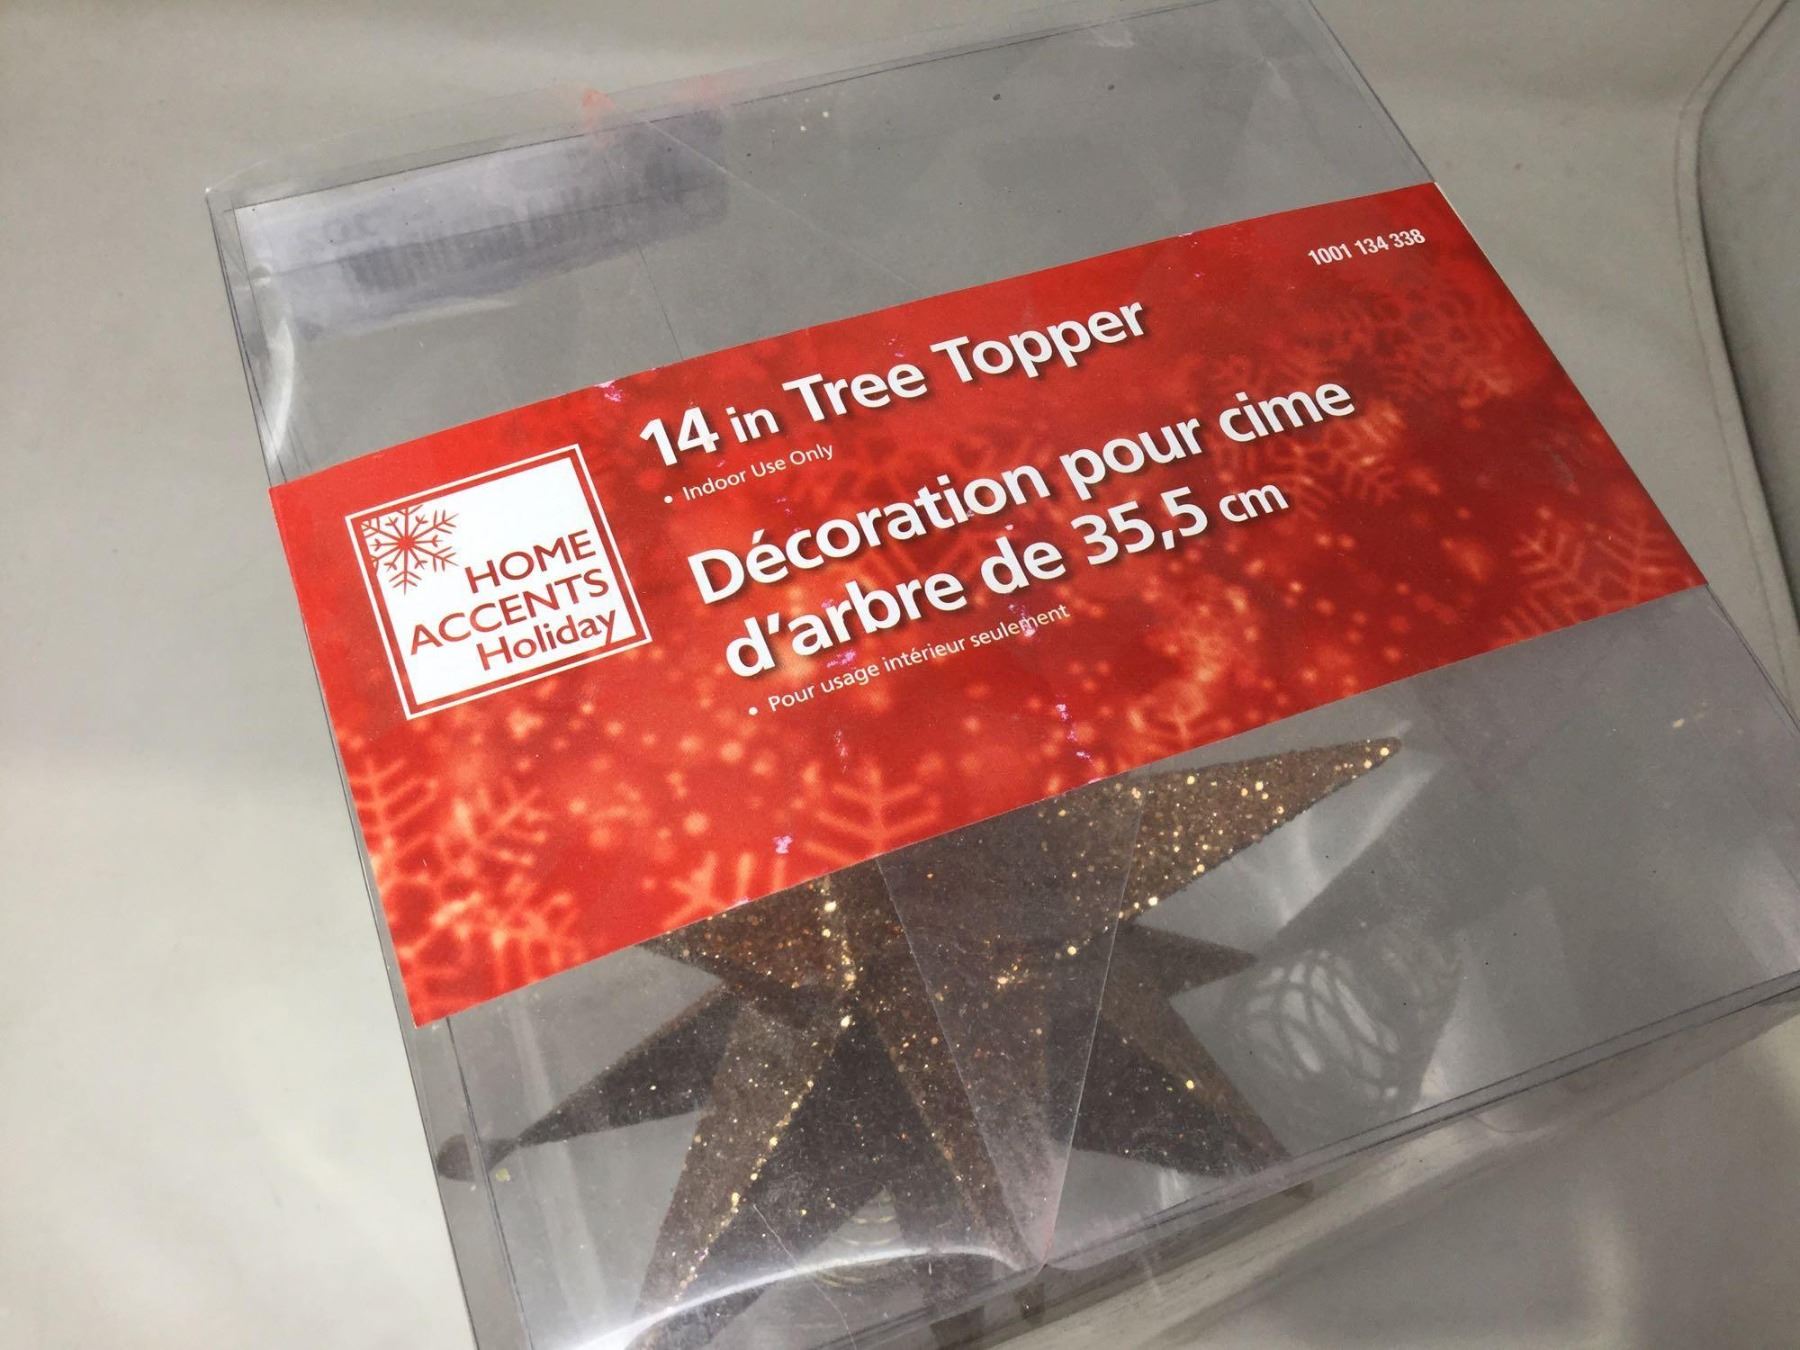 1001 134 338
14 in Tree Topper
• Indoor Use Only
Décoration pour cime
d'arbre de 35,5 cm
• Pour usage intérieur seulement
HOME
ACCENTS
Holiday